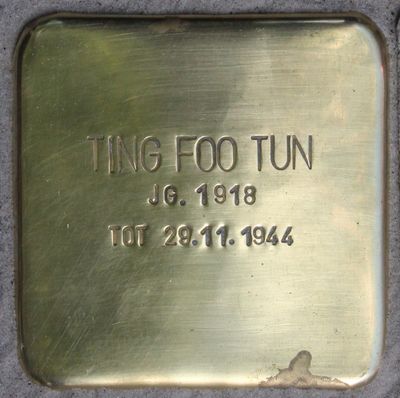 TING FOO TUN
JG. 1918
TOT 29.11.1944